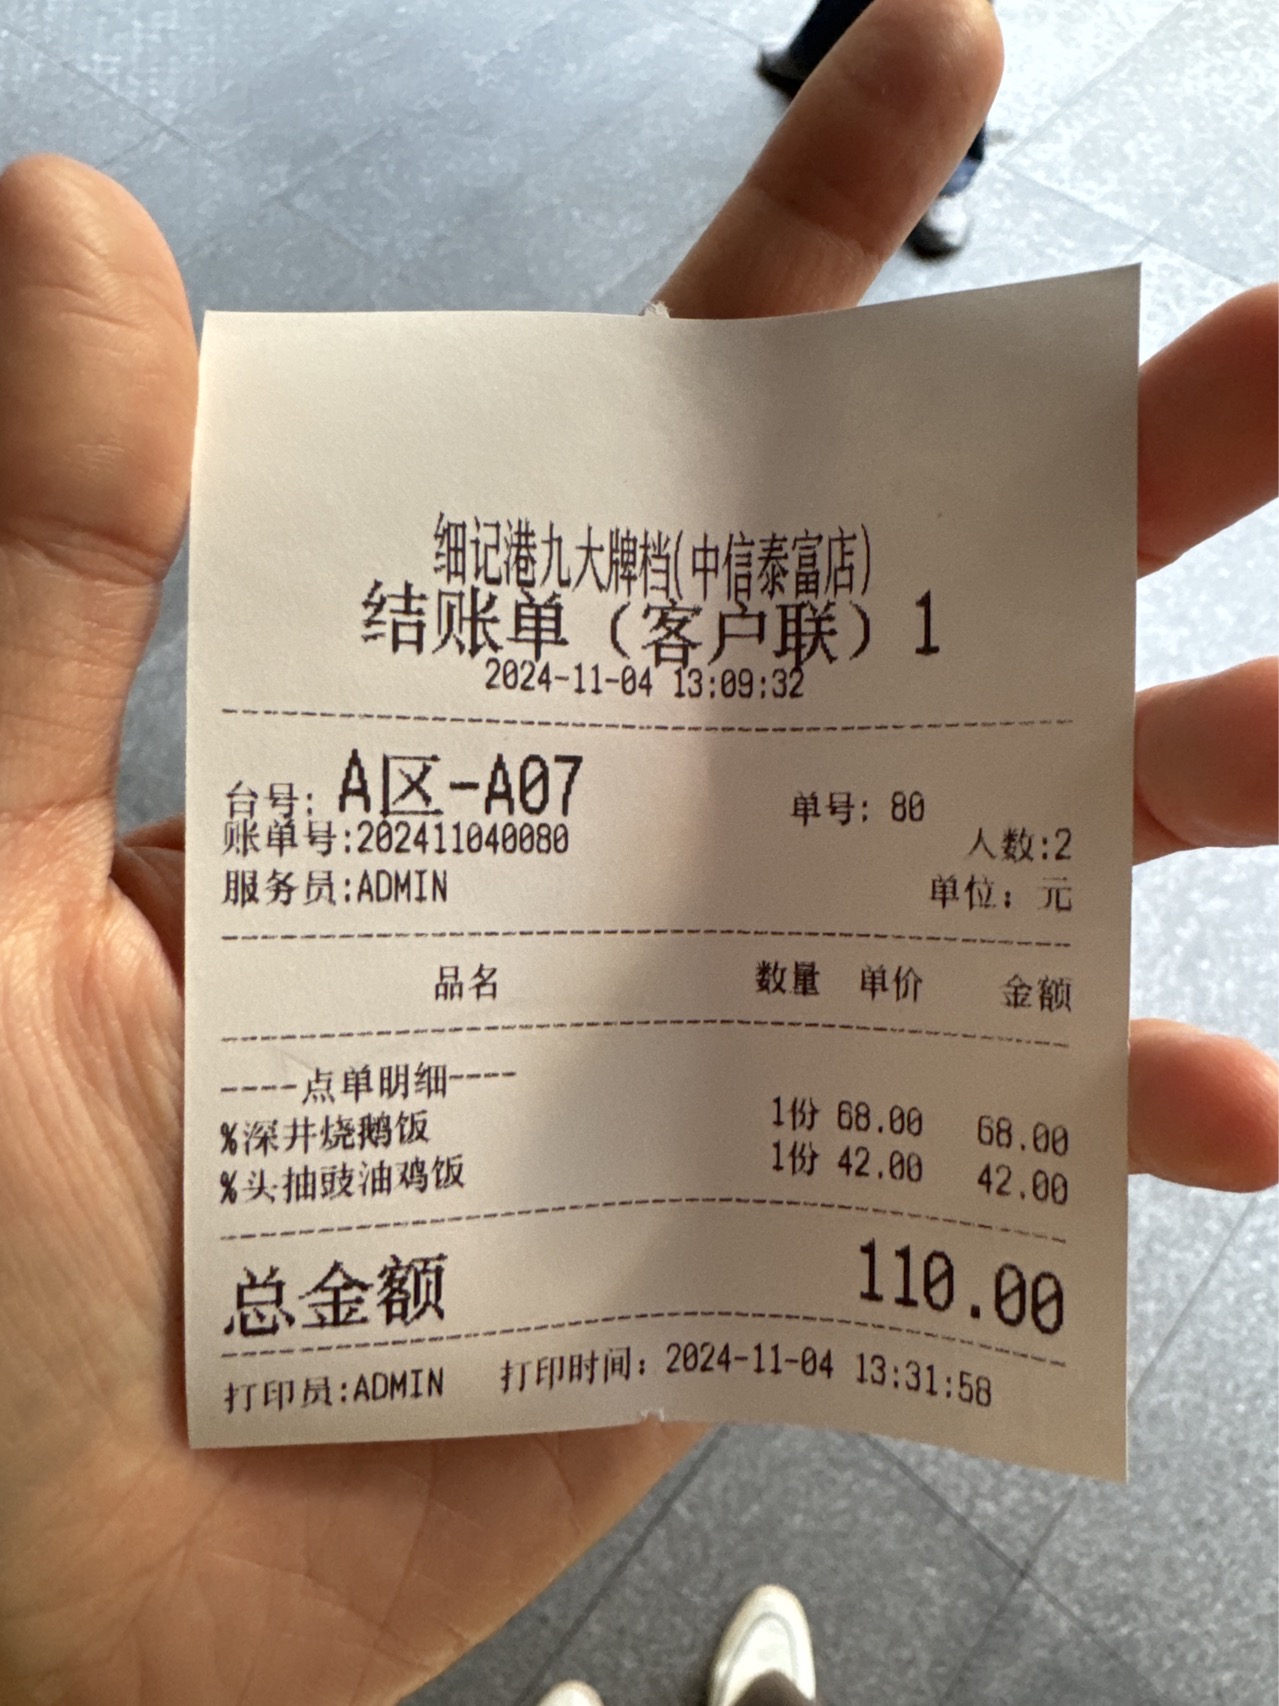 细记港九大牌档(中信泰富店)
结账单（客户联）1
2024-11-04 13:09:32
台号: A区-A07 单号: 80
账单号:202411040080 人数:2
服务员:ADMIN 单位: 元
品名 数量 单价 金额
----点单明细----
%深井烧鹅饭 1份 68.00 68.00
%头抽豉油鸡饭 1份 42.00 42.00
总金额 110.00
打印员:ADMIN 打印时间: 2024-11-04 13:31:58